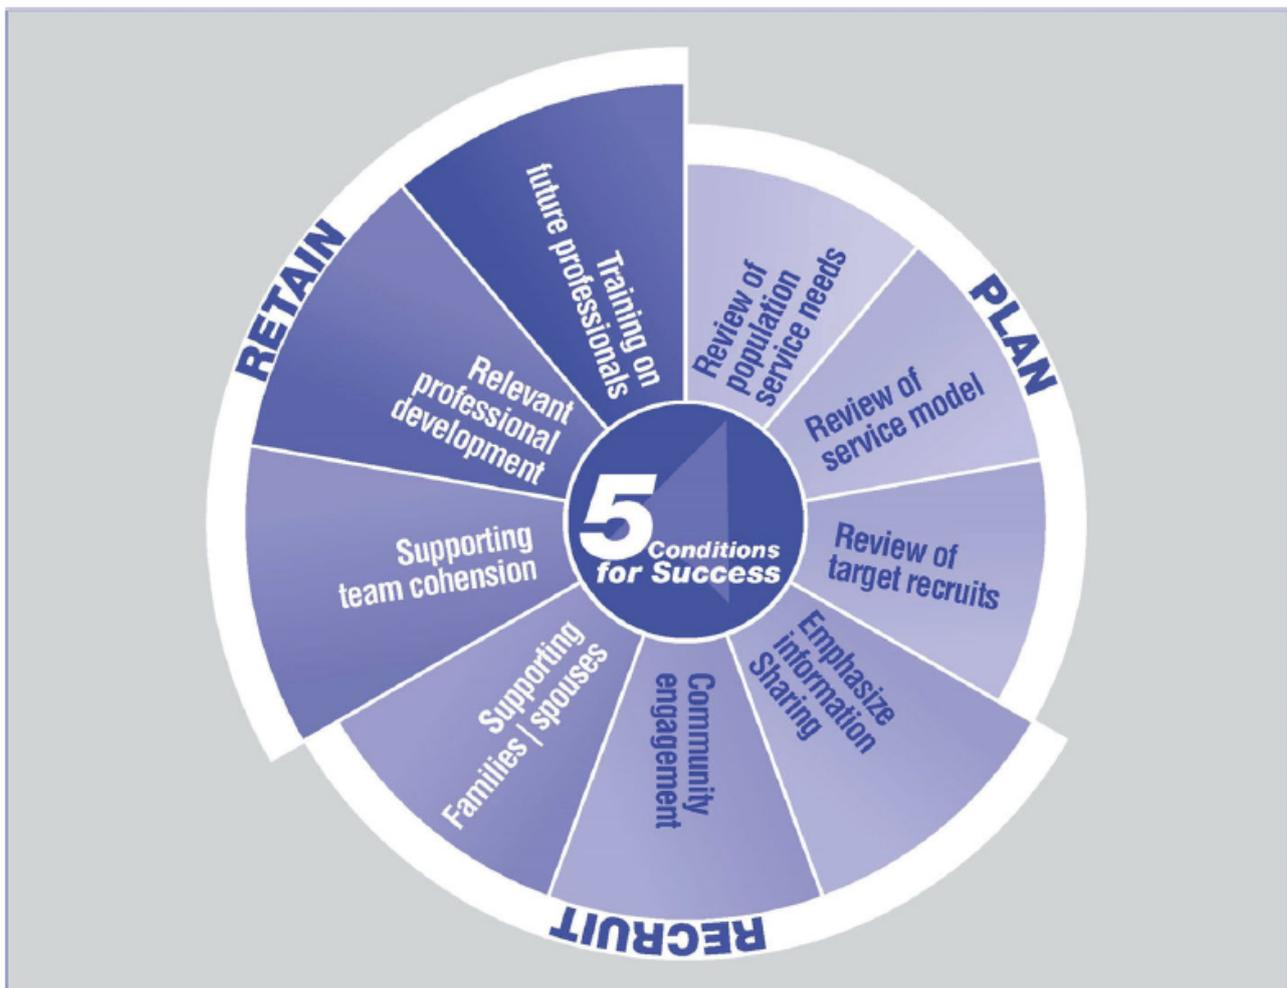 PLAN
Review of
population
service needs
Review of
service model
Review of
target recruits
RECRUIT
Emphasize
information
Sharing
Community
engagement
Supporting
Families | spouses
RETAIN
Supporting
team cohension
Relevant
professional
development
Training on
future professionals
5
Conditions
for Success